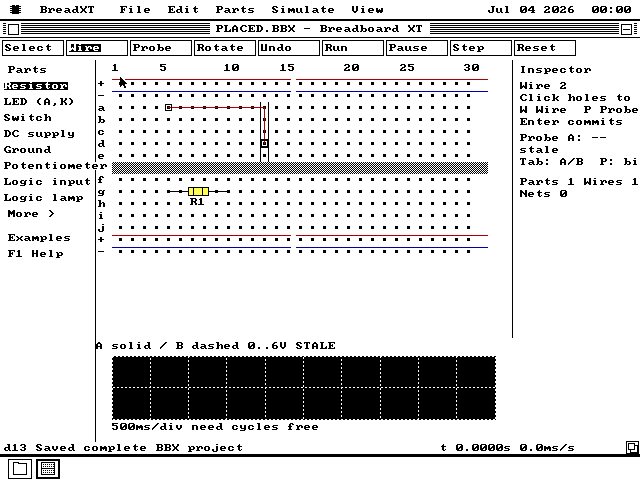 BreadXT File Edit Parts Simulate View Jul 04 2026 00:00
PLACED.BBX - Breadboard XT
Select Wire Probe Rotate Undo Run Pause Step Reset
Parts
Resistor
LED (A,K)
Switch
DC supply
Ground
Potentiometer
Logic input
Logic lamp
More >
Examples
F1 Help
1 5 10 15 20 25 30
+
-
a
b
c
d
e
f
g
h
i
j
+
-
R1
Inspector
Wire 2
Click holes to
W Wire P Probe
Enter commits
Probe A: --
stale
Tab: A/B P: bi
Parts 1 Wires 1
Nets 0
A solid / B dashed 0..6V STALE
500ms/div need cycles free
d13 Saved complete BBX project t 0.0000s 0.0ms/s